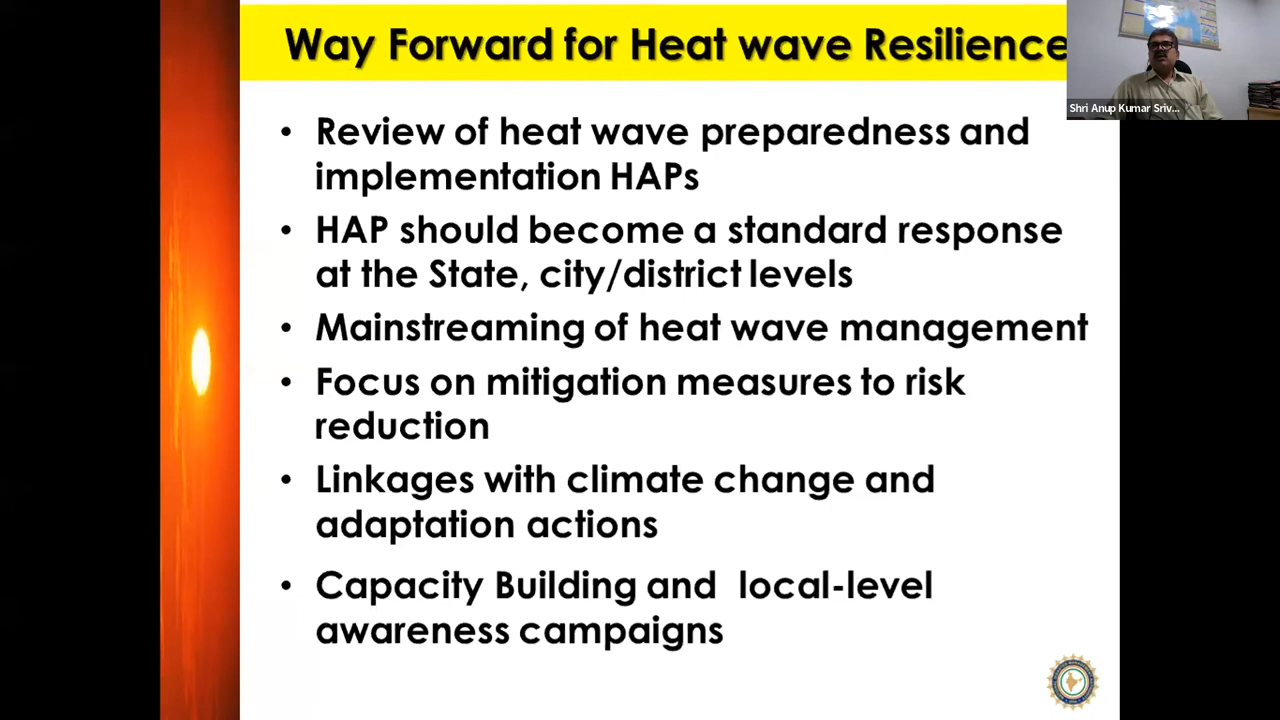 Way Forward for Heat wave Resilience
Shri Anup Kumar Sriv...
• Review of heat wave preparedness and
implementation HAPs
• HAP should become a standard response
at the State, city/district levels
• Mainstreaming of heat wave management
• Focus on mitigation measures to risk
reduction
• Linkages with climate change and
adaptation actions
• Capacity Building and local-level
awareness campaigns